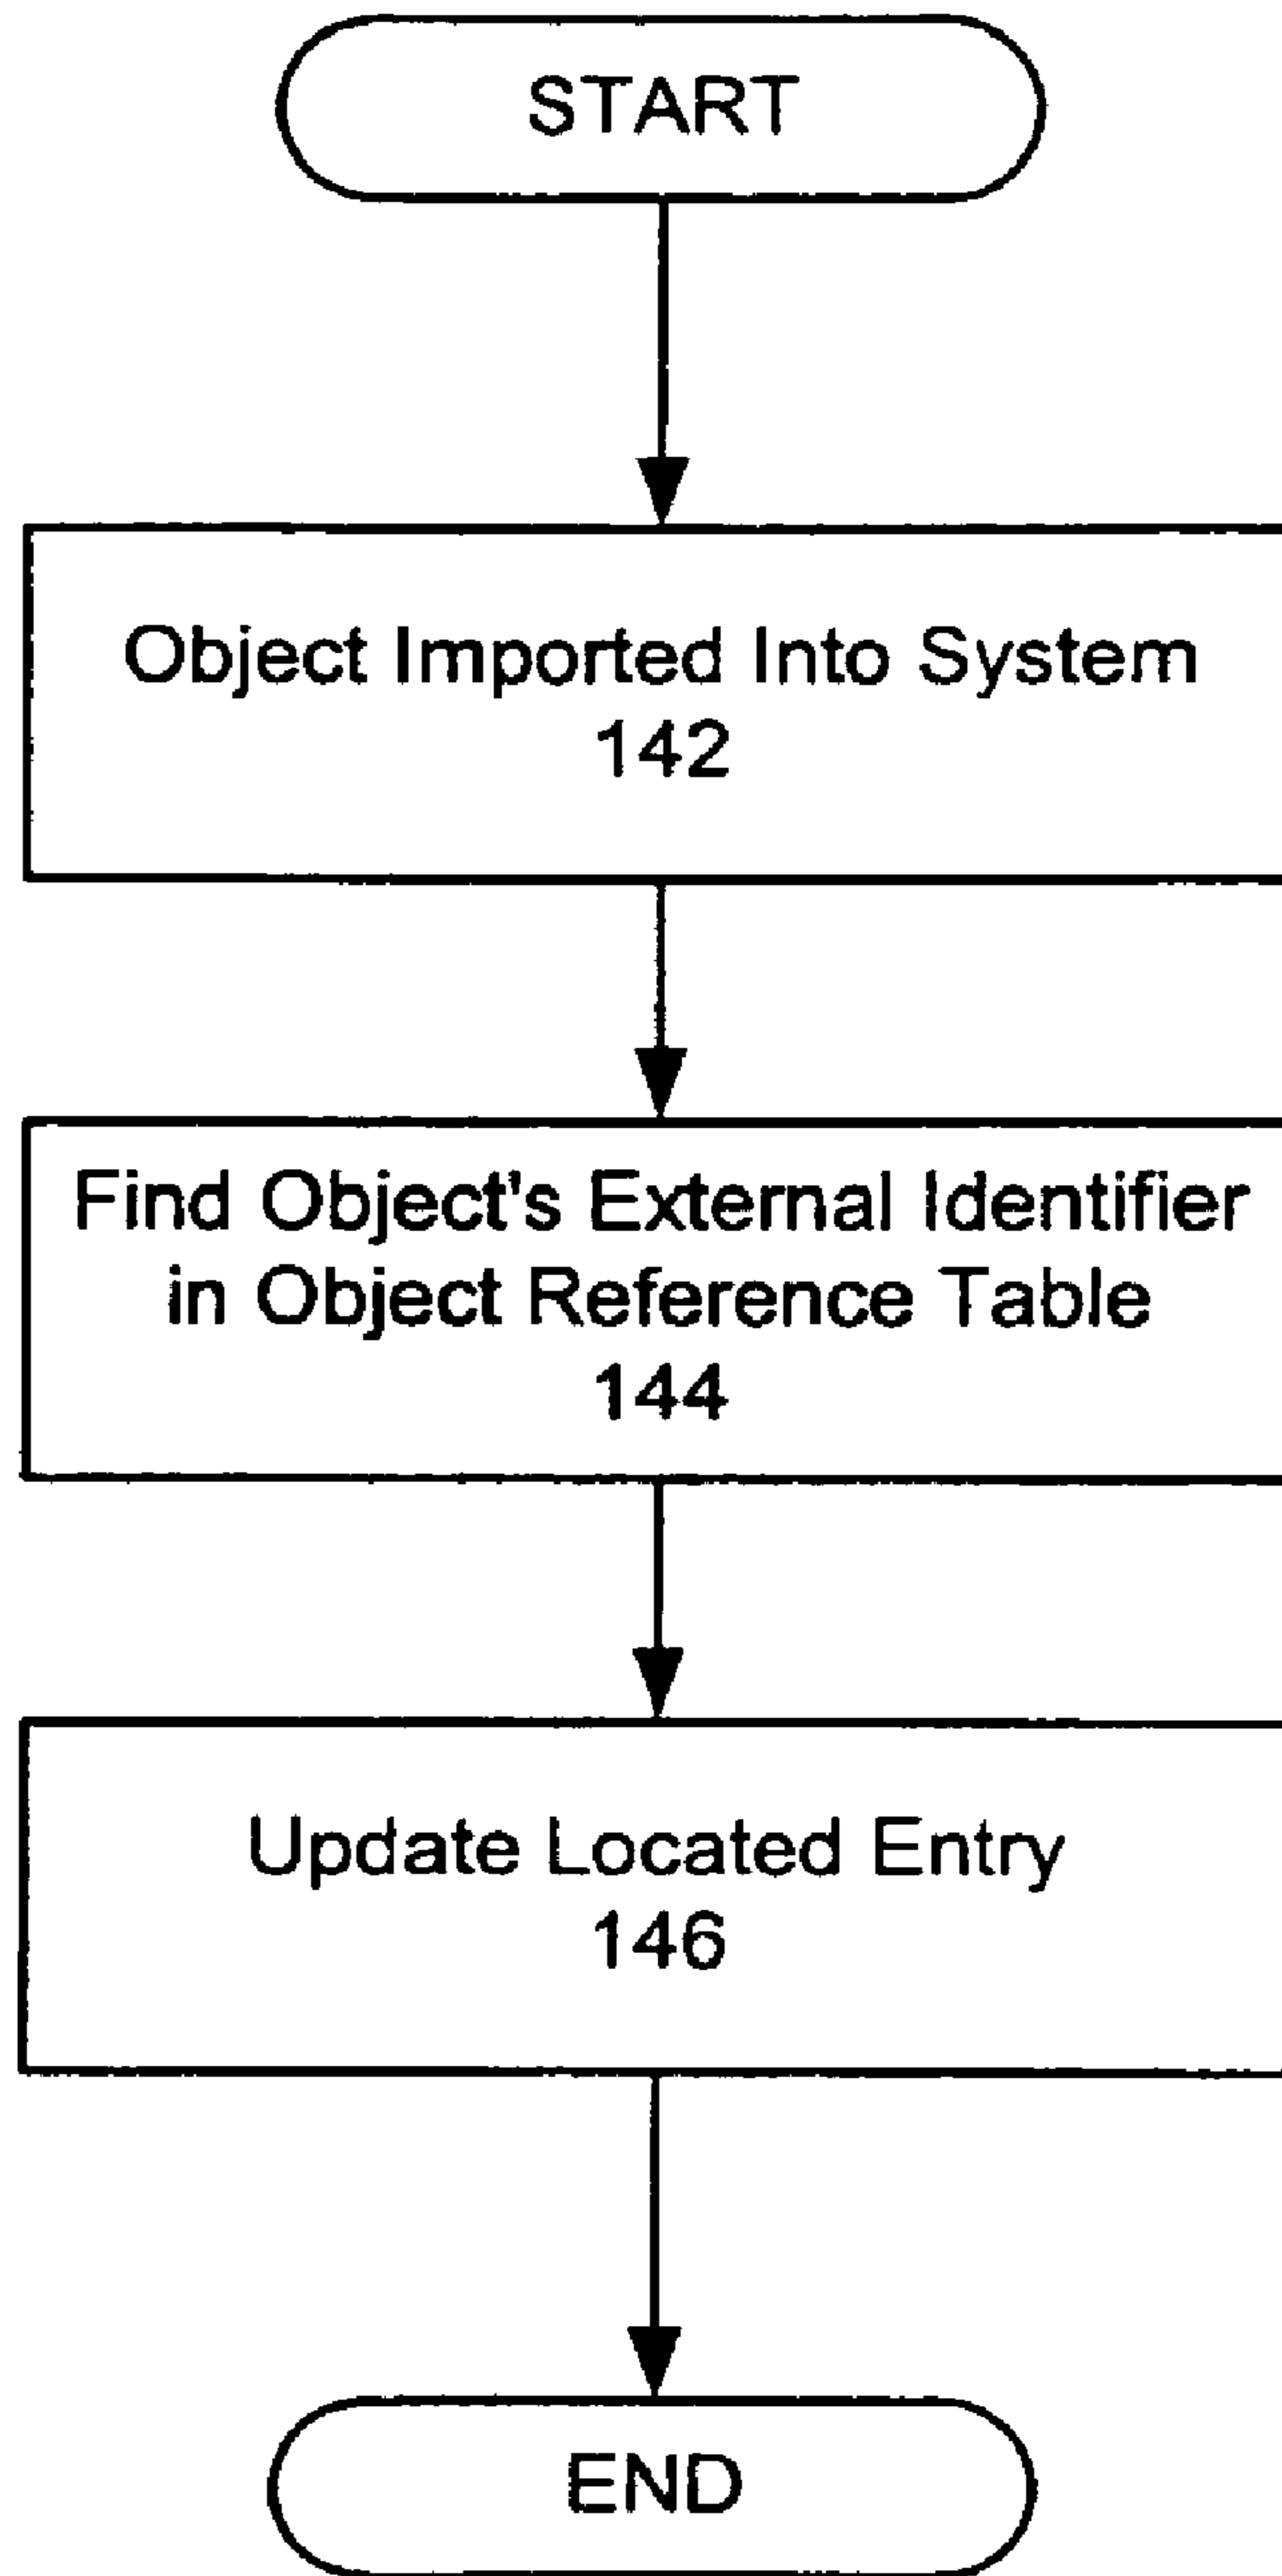 START
Object Imported Into System
142
Find Object's External Identifier
in Object Reference Table
144
Update Located Entry
146
END